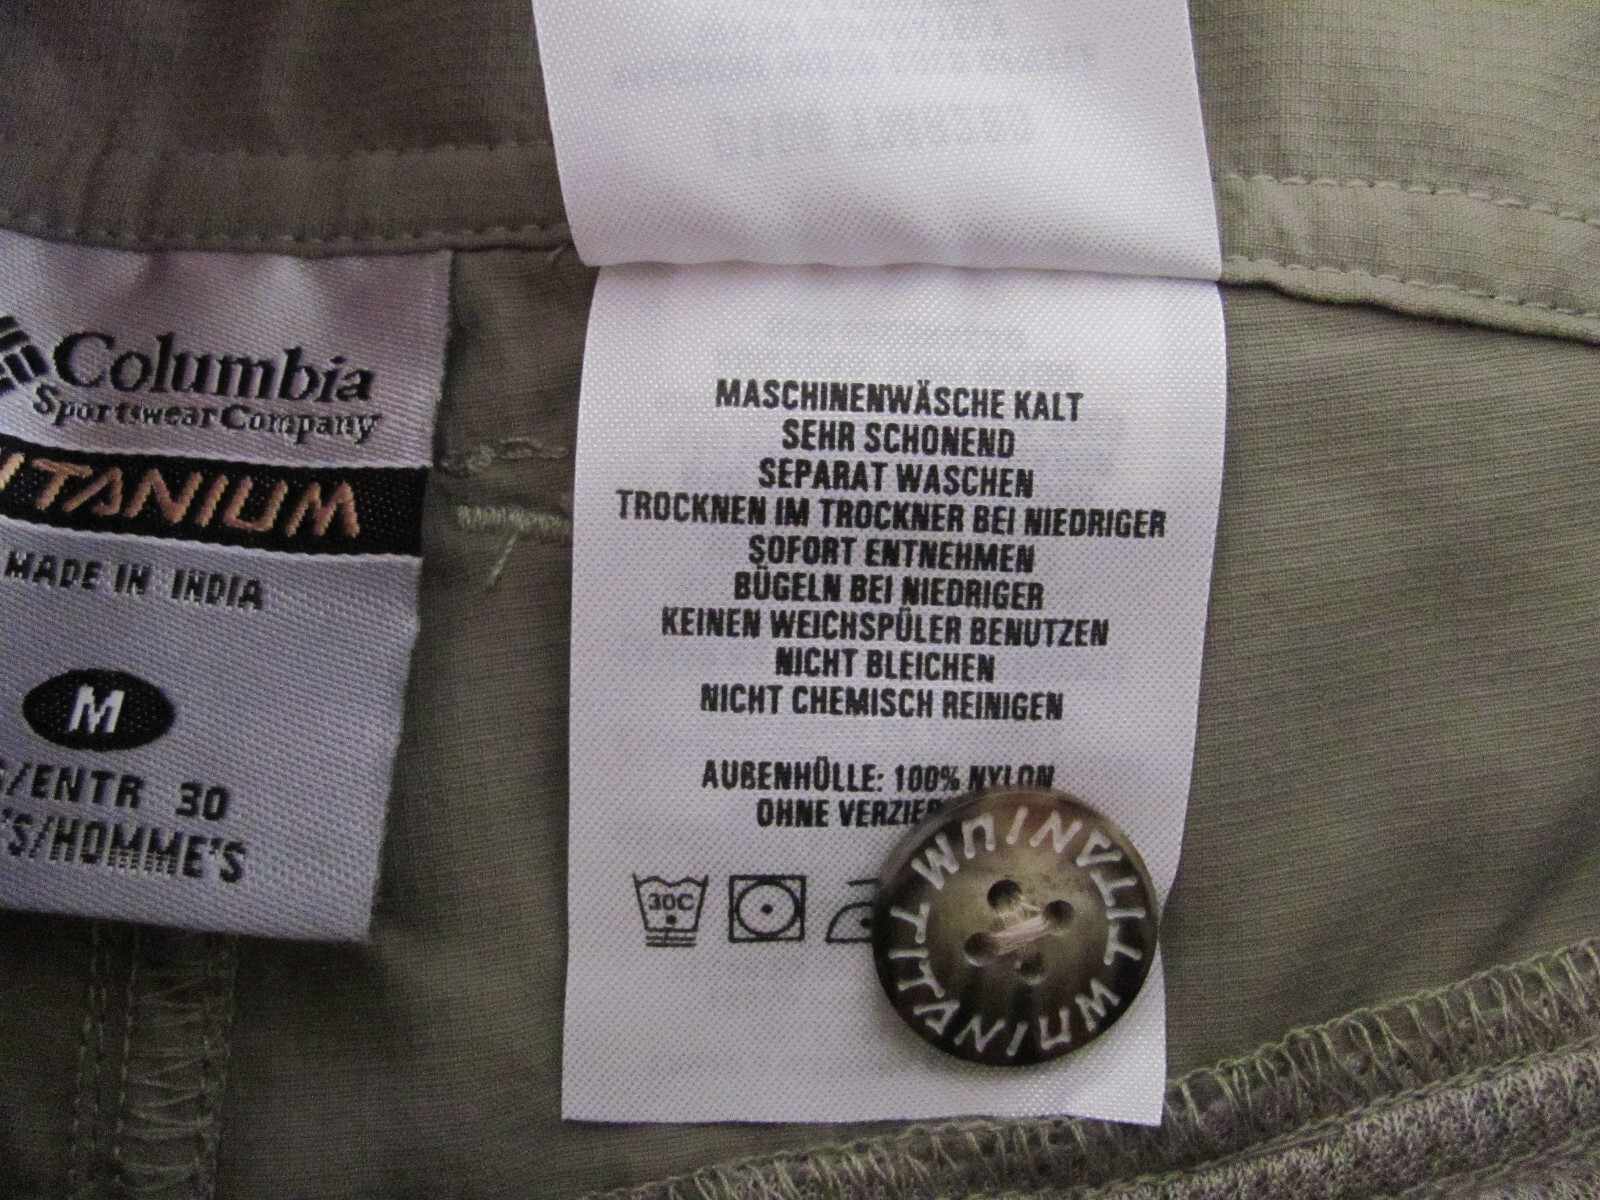 Columbia
Sportswear Company
TANIUM
MADE IN INDIA
M
/ENTR 30
'S/HOMME'S
MASCHINENWÄSCHE KALT
SEHR SCHONEND
SEPARAT WASCHEN
TROCKNEN IM TROCKNER BEI NIEDRIGER
SOFORT ENTNEHMEN
BÜGELN BEI NIEDRIGER
KEINEN WEICHSPÜLER BENUTZEN
NICHT BLEICHEN
NICHT CHEMISCH REINIGEN
AUßENHÜLLE: 100% NYLON
OHNE VERZIER
30C
TITANIUM
TITANIUM